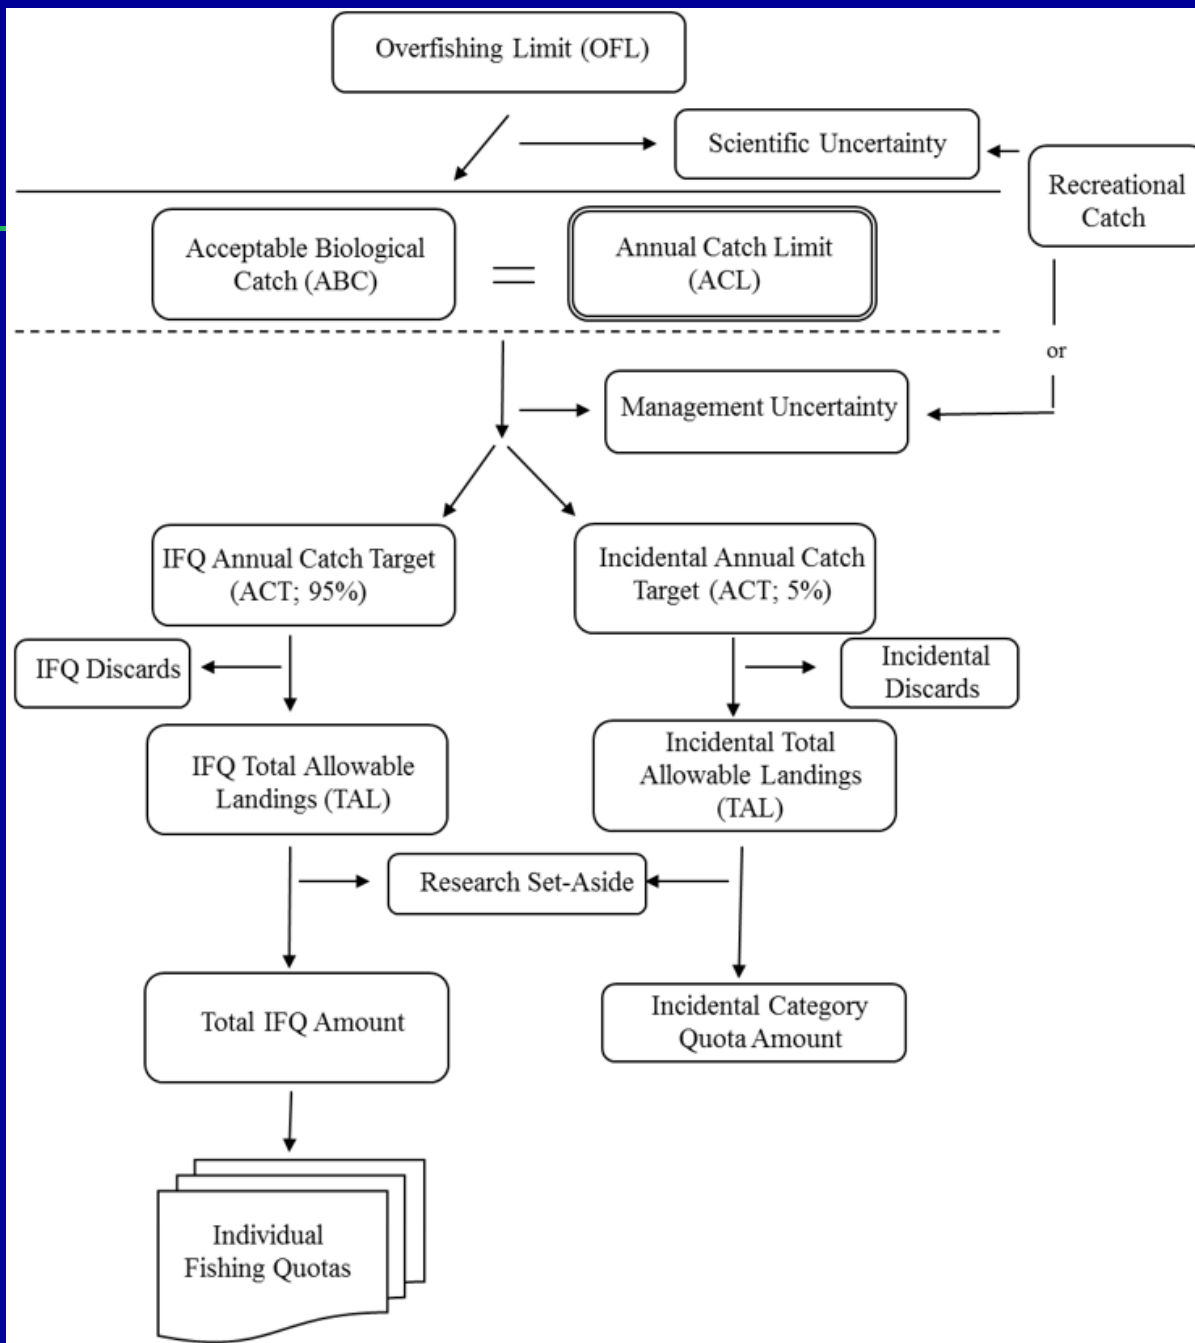 Overfishing Limit (OFL)
Scientific Uncertainty
Recreational
Catch
Acceptable Biological
Catch (ABC)
=
Annual Catch Limit
(ACL)
or
Management Uncertainty
IFQ Annual Catch Target
(ACT; 95%)
Incidental Annual Catch
Target (ACT; 5%)
IFQ Discards
Incidental
Discards
IFQ Total Allowable
Landings (TAL)
Incidental Total
Allowable Landings
(TAL)
Research Set-Aside
Total IFQ Amount
Incidental Category
Quota Amount
Individual
Fishing Quotas